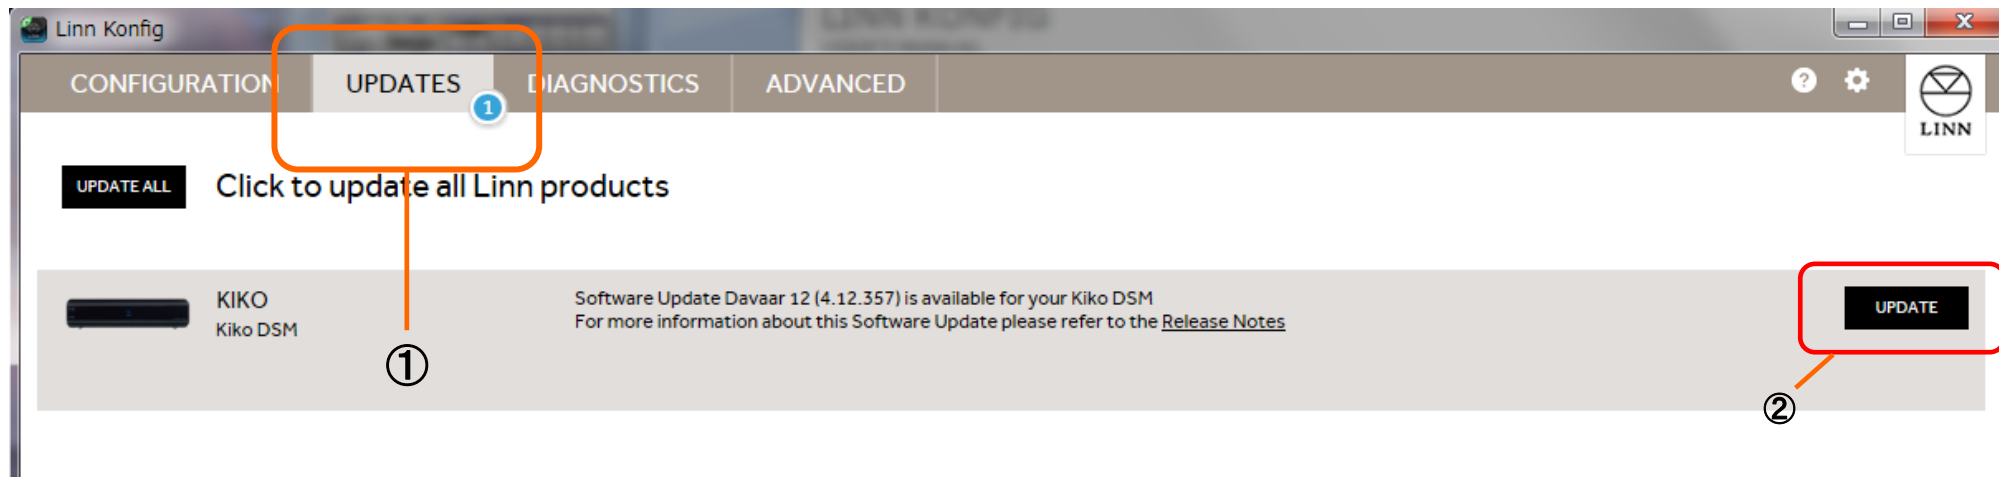 Linn Konfig
LINN KONFIG
CONFIGURATION UPDATES 1 DIAGNOSTICS ADVANCED ?
LINN
UPDATE ALL Click to update all Linn products
KIKO
Kiko DSM
Software Update Davaar 12 (4.12.357) is available for your Kiko DSM
For more information about this Software Update please refer to the Release Notes
UPDATE
①
②